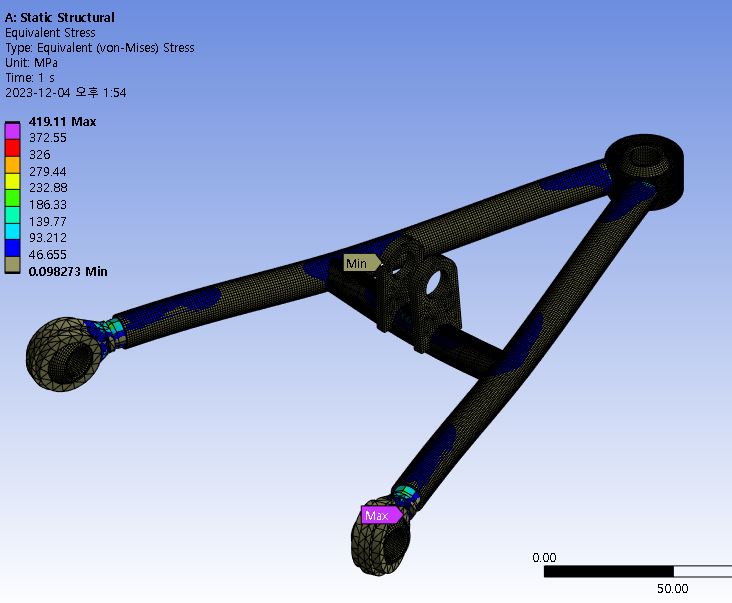 A: Static Structural
Equivalent Stress
Type: Equivalent (von-Mises) Stress
Unit: MPa
Time: 1 s
2023-12-04 오후 1:54
419.11 Max
372.55
326
279.44
232.88
186.33
139.77
93.212
46.655
0.098273 Min
Min
Max
0.00
50.00